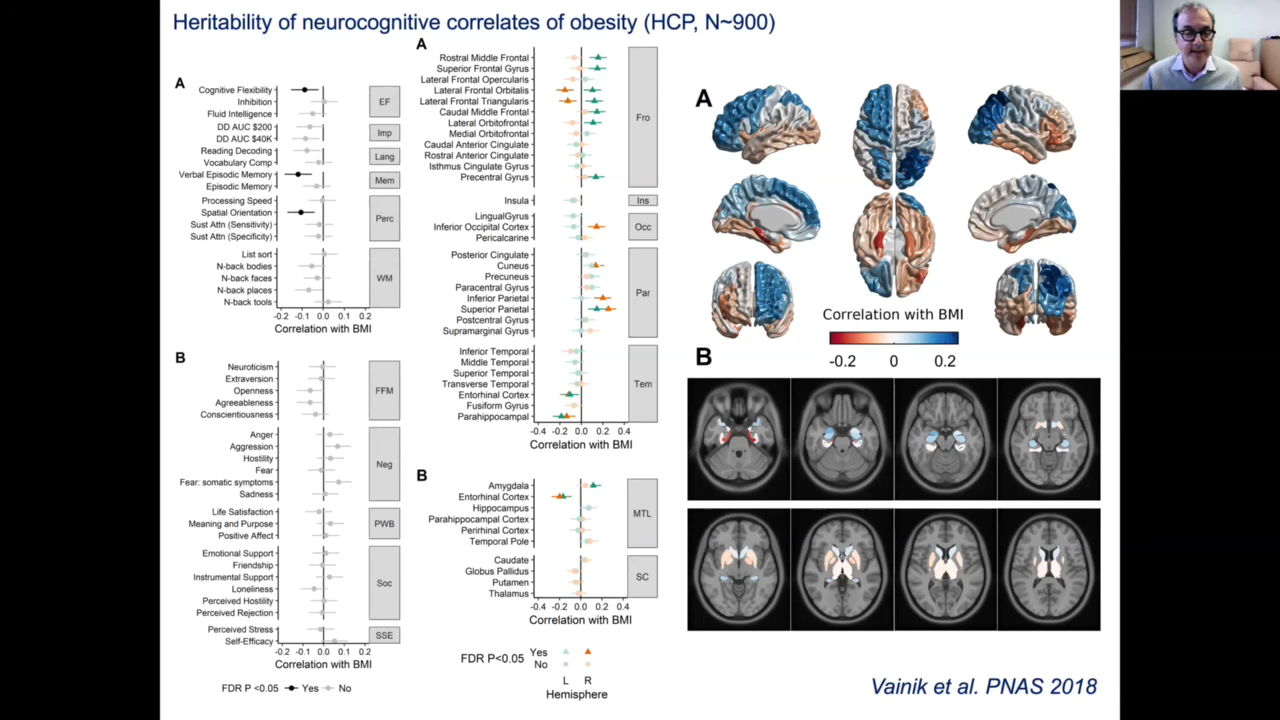 Heritability of neurocognitive correlates of obesity (HCP, N~900)
A
Cognitive Flexibility
Inhibition
Fluid Intelligence
EF
DD AUC $200
DD AUC $40K
Imp
Reading Decoding
Vocabulary Comp
Lang
Verbal Episodic Memory
Episodic Memory
Mem
Processing Speed
Spatial Orientation
Sust Attn (Sensitivity)
Sust Attn (Specificity)
Perc
List sort
N-back bodies
N-back faces
N-back places
N-back tools
WM
-0.2 -0.1 0.0 0.1 0.2
Correlation with BMI
B
Neuroticism
Extraversion
Openness
Agreeableness
Conscientiousness
FFM
Anger
Aggression
Hostility
Fear
Fear: somatic symptoms
Sadness
Neg
Life Satisfaction
Meaning and Purpose
Positive Affect
PWB
Emotional Support
Friendship
Instrumental Support
Loneliness
Perceived Hostility
Perceived Rejection
Soc
Perceived Stress
Self-Efficacy
SSE
-0.2 -0.1 0.0 0.1 0.2
Correlation with BMI
FDR P <0.05 Yes No
A
Rostral Middle Frontal
Superior Frontal Gyrus
Lateral Frontal Opercularis
Lateral Frontal Orbitalis
Lateral Frontal Triangularis
Caudal Middle Frontal
Lateral Orbitofrontal
Medial Orbitofrontal
Caudal Anterior Cingulate
Rostral Anterior Cingulate
Isthmus Cingulate Gyrus
Precentral Gyrus
Fro
Insula
Ins
LingualGyrus
Inferior Occipital Cortex
Pericalcarine
Occ
Posterior Cingulate
Cuneus
Precuneus
Paracentral Gyrus
Inferior Parietal
Superior Parietal
Postcentral Gyrus
Supramarginal Gyrus
Par
Inferior Temporal
Middle Temporal
Superior Temporal
Transverse Temporal
Entorhinal Cortex
Fusiform Gyrus
Parahippocampal
Tem
-0.4 -0.2 0.0 0.2 0.4
Correlation with BMI
B
Amygdala
Entorhinal Cortex
Hippocampus
Parahippocampal Cortex
Perirhinal Cortex
Temporal Pole
MTL
Caudate
Globus Pallidus
Putamen
Thalamus
SC
-0.4 -0.2 0.0 0.2 0.4
Correlation with BMI
FDR P<0.05
Yes
No
L R
Hemisphere
A
Correlation with BMI
-0.2 0 0.2
B
Vainik et al. PNAS 2018